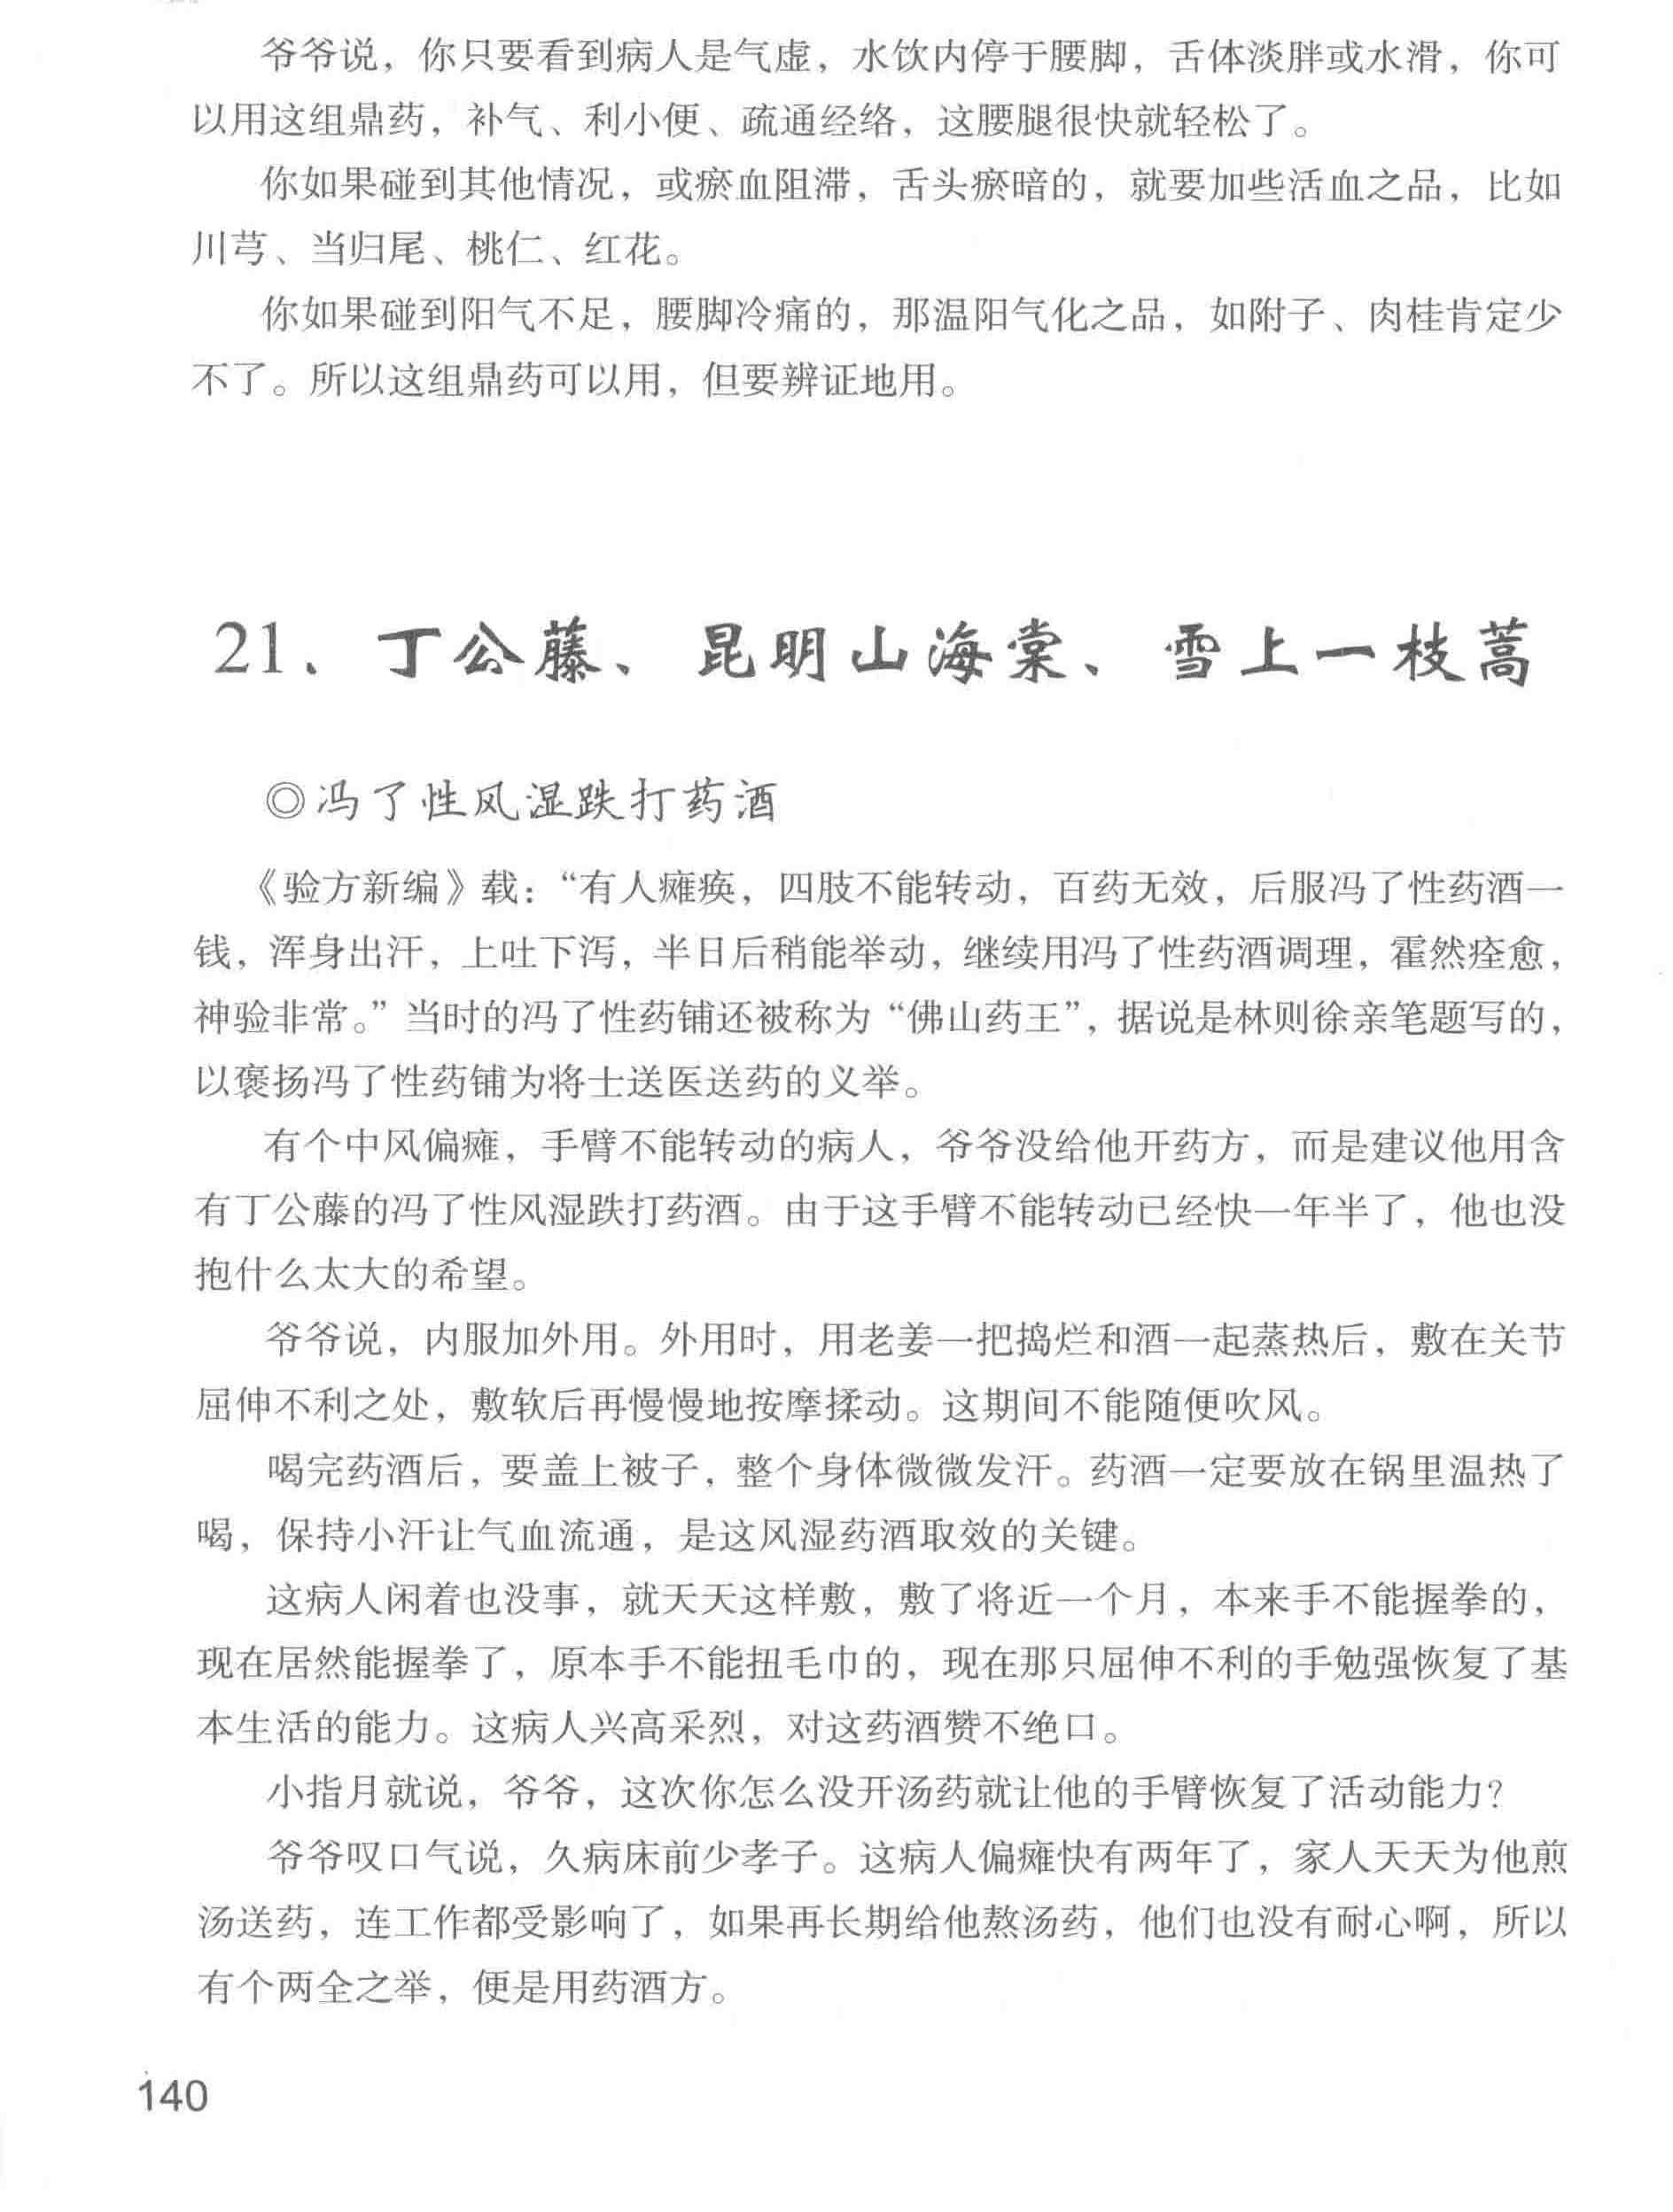 爷爷说，你只要看到病人是气虚，水饮内停于腰脚，舌体淡胖或水滑，你可
以用这组鼎药，补气、利小便、疏通经络，这腰腿很快就轻松了。
你如果碰到其他情况，或瘀血阻滞，舌头瘀暗的，就要加些活血之品，比如
川芎、当归尾、桃仁、红花。
你如果碰到阳气不足，腰脚冷痛的，那温阳气化之品，如附子、肉桂肯定少
不了。所以这组鼎药可以用，但要辨证地用。
21、丁公藤、昆明山海棠、雪上一枝蒿
◎冯了性风湿跌打药酒
《验方新编》载：“有人瘫痪，四肢不能转动，百药无效，后服冯了性药酒一
钱，浑身出汗，上吐下泻，半日后稍能举动，继续用冯了性药酒调理，霍然痊愈，
神验非常。”当时的冯了性药铺还被称为“佛山药王”，据说是林则徐亲笔题写的，
以褒扬冯了性药铺为将士送医送药的义举。
有个中风偏瘫，手臂不能转动的病人，爷爷没给他开药方，而是建议他用含
有丁公藤的冯了性风湿跌打药酒。由于这手臂不能转动已经快一年半了，他也没
抱什么太大的希望。
爷爷说，内服加外用。外用时，用老姜一把捣烂和酒一起蒸热后，敷在关节
屈伸不利之处，敷软后再慢慢地按摩揉动。这期间不能随便吹风。
喝完药酒后，要盖上被子，整个身体微微发汗。药酒一定要放在锅里温热了
喝，保持小汗让气血流通，是这风湿药酒取效的关键。
这病人闲着也没事，就天天这样敷，敷了将近一个月，本来手不能握拳的，
现在居然能握拳了，原本手不能扭毛巾的，现在那只屈伸不利的手勉强恢复了基
本生活的能力。这病人兴高采烈，对这药酒赞不绝口。
小指月就说，爷爷，这次你怎么没开汤药就让他的手臂恢复了活动能力？
爷爷叹口气说，久病床前少孝子。这病人偏瘫快有两年了，家人天天为他煎
汤送药，连工作都受影响了，如果再长期给他熬汤药，他们也没有耐心啊，所以
有个两全之举，便是用药酒方。
140